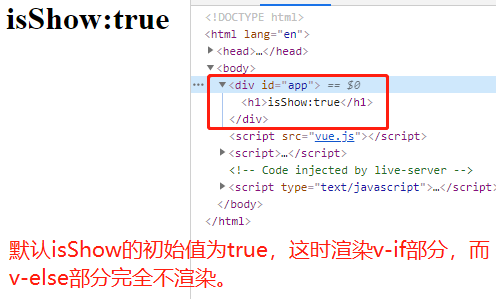 isShow:true
<!DOCTYPE html>
<html lang="en">
▶<head>…</head>
▼<body>
… ▼<div id="app"> == $0
<h1>isShow:true</h1>
</div>
<script src="vue.js"></script>
▶<script>…</script>
<!-- Code injected by live-server -->
▶<script type="text/javascript">…</script>
</body>
</html>
默认isShow的初始值为true，这时渲染v-if部分，而
v-else部分完全不渲染。